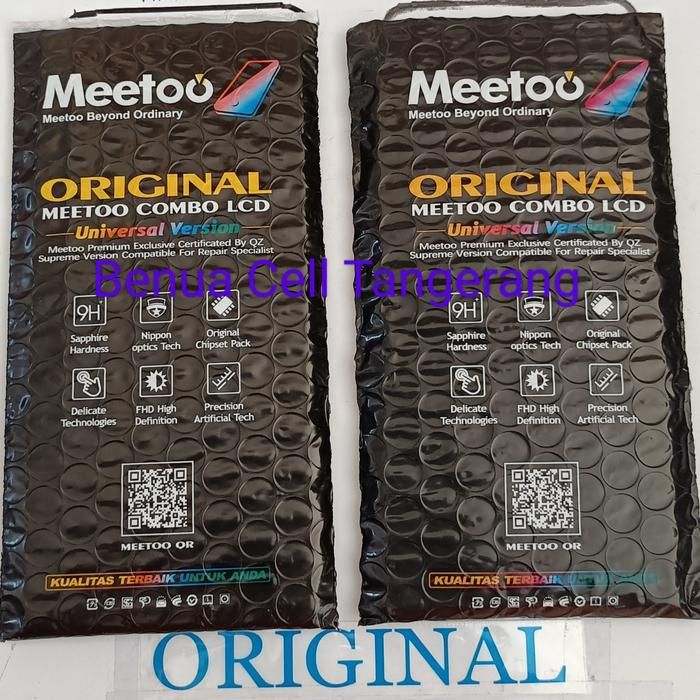 Meetoo
Meetoo Beyond Ordinary
ORIGINAL
MEETOO COMBO LCD
Universal Version
Meetoo Premium Exclusive Certificated By QZ
Supreme Version Compatible For Repair Specialist
9H
Sapphire Hardness
Nippon optics Tech
Original Chipset Pack
Delicate Technologies
FHD High Definition
Precision Artificial Tech
MEETOO QR
KUALITAS TERBAIK UNTUK ANDA
Meetoo
Meetoo Beyond Ordinary
ORIGINAL
MEETOO COMBO LCD
Universal Version
Meetoo Premium Exclusive Certificated By QZ
Supreme Version Compatible For Repair Specialist
9H
Sapphire Hardness
Nippon optics Tech
Original Chipset Pack
Delicate Technologies
FHD High Definition
Precision Artificial Tech
MEETOO QR
KUALITAS TERBAIK UNTUK ANDA
Benua Cell Tangerang
ORIGINAL